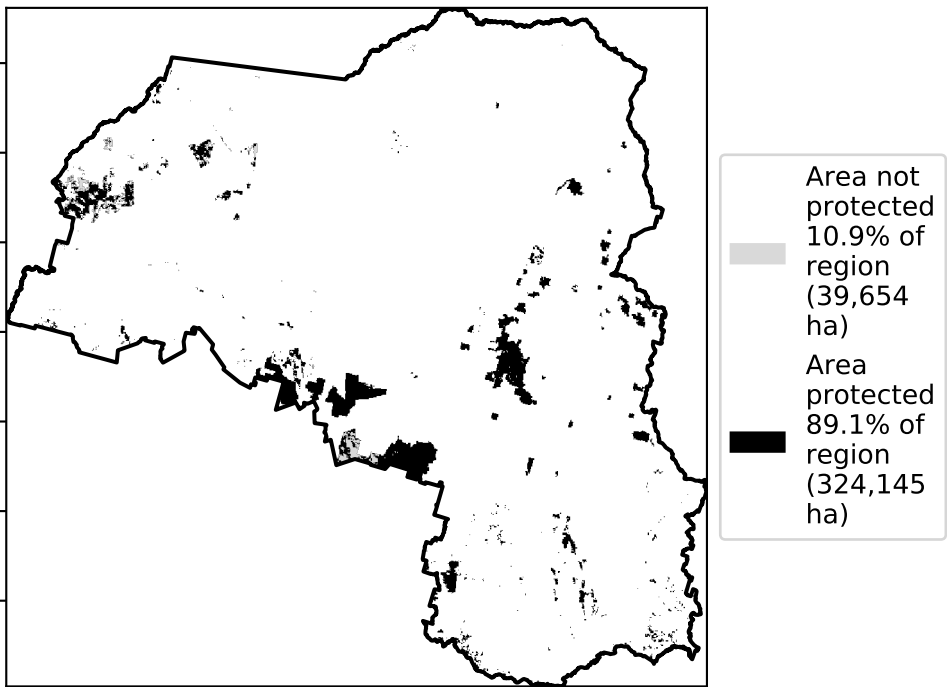 Area not
protected
10.9% of
region
(39,654
ha)
Area
protected
89.1% of
region
(324,145
ha)